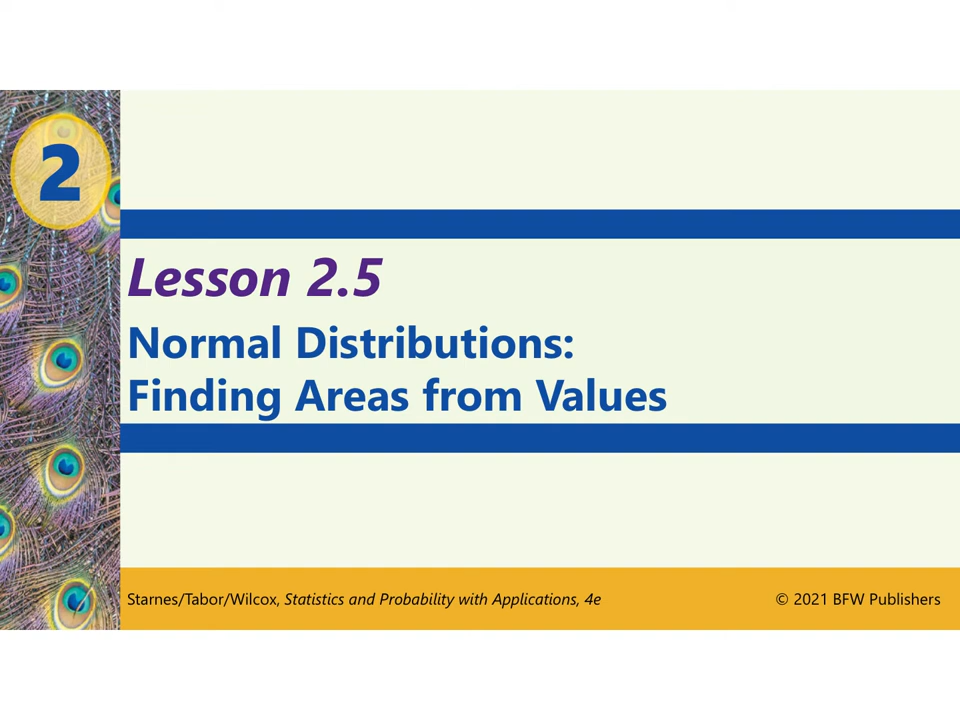 2
Lesson 2.5
Normal Distributions:
Finding Areas from Values
Starnes/Tabor/Wilcox, Statistics and Probability with Applications, 4e
© 2021 BFW Publishers